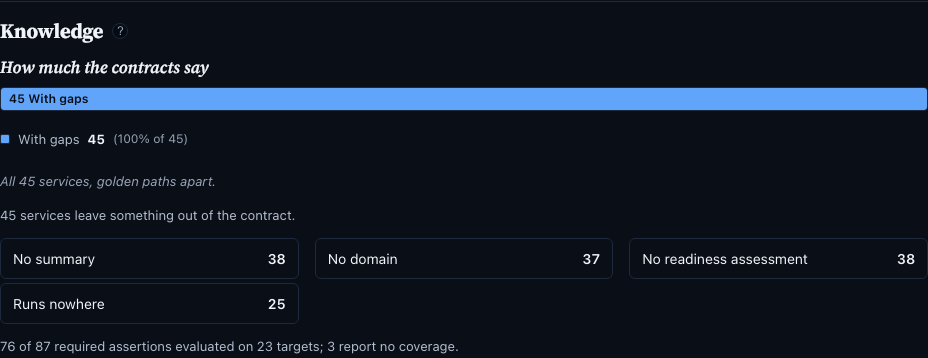 Knowledge ?
How much the contracts say
45 With gaps
With gaps 45 (100% of 45)
All 45 services, golden paths apart.
45 services leave something out of the contract.
No summary 38 No domain 37 No readiness assessment 38
Runs nowhere 25
76 of 87 required assertions evaluated on 23 targets; 3 report no coverage.